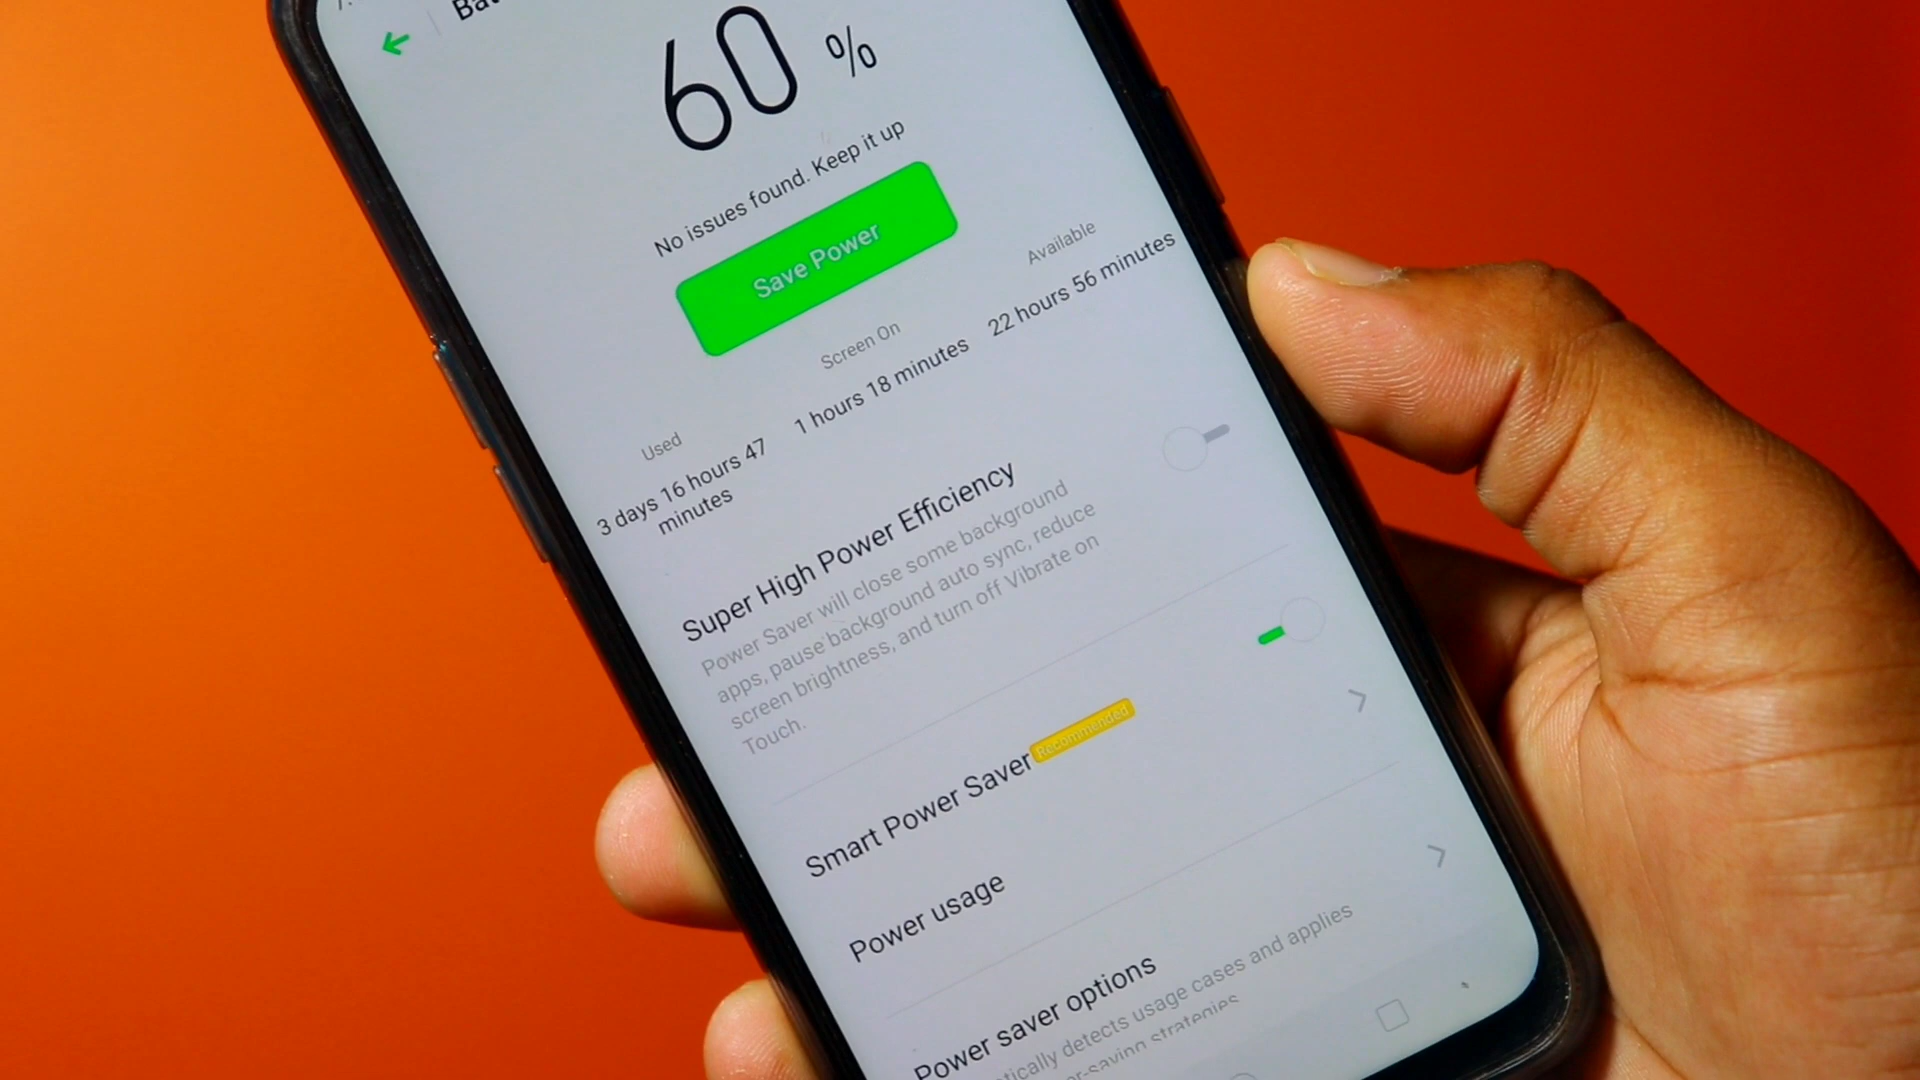 60 %
No issues found. Keep it up
Save Power
Used
3 days 16 hours 47
minutes
Screen On
1 hours 18 minutes
Available
22 hours 56 minutes
Super High Power Efficiency
Power Saver will close some background
apps, pause background auto sync, reduce
screen brightness, and turn off Vibrate on
Touch.
Smart Power Saver Recommended
Power usage
Power saver options
detects usage cases and applies
strategies